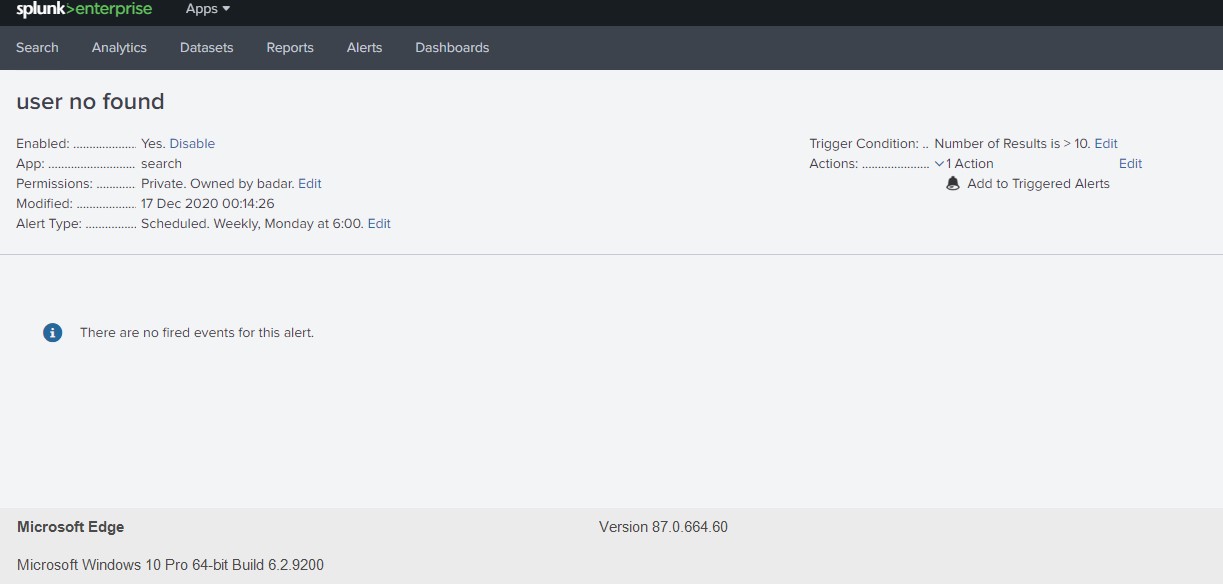 splunk>enterprise Apps
Search Analytics Datasets Reports Alerts Dashboards
user no found
Enabled: .................... Yes. Disable
App: ........................... search
Permissions: ............ Private. Owned by badar. Edit
Modified: .................. 17 Dec 2020 00:14:26
Alert Type: ................ Scheduled. Weekly, Monday at 6:00. Edit
Trigger Condition: .. Number of Results is > 10. Edit
Actions: ..................... 1 Action Edit
Add to Triggered Alerts
There are no fired events for this alert.
Microsoft Edge Version 87.0.664.60
Microsoft Windows 10 Pro 64-bit Build 6.2.9200